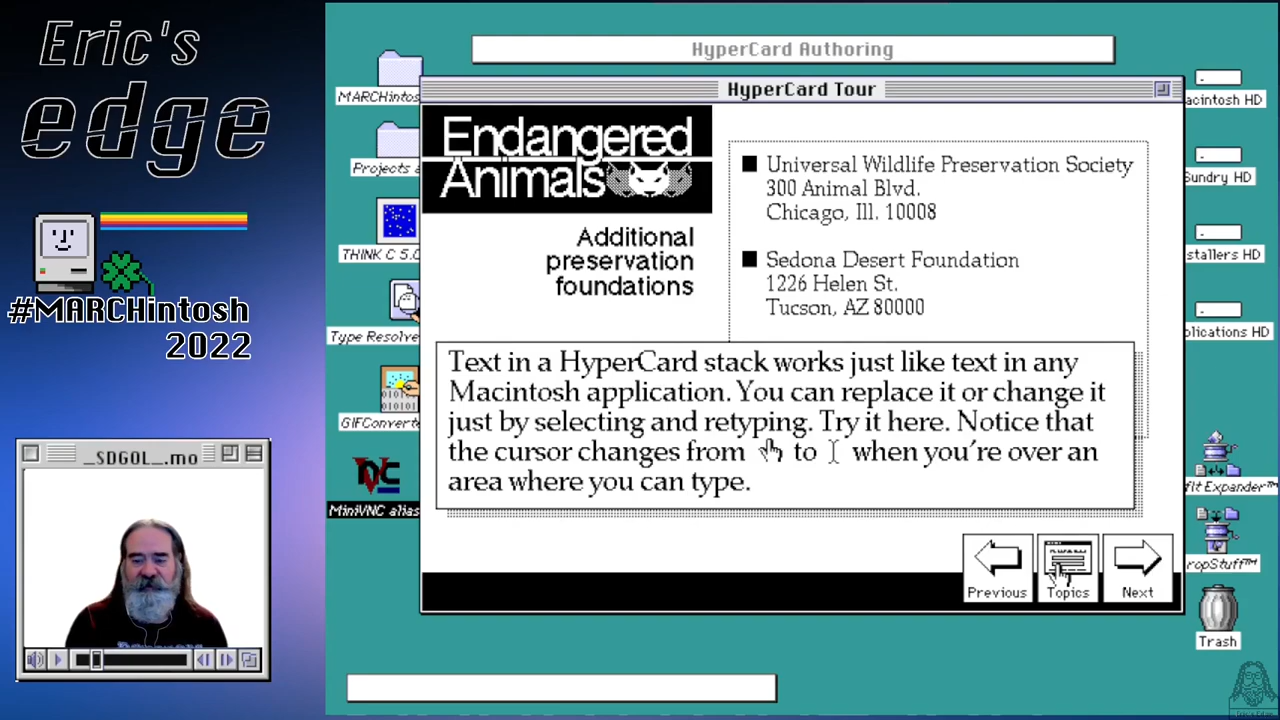 Eric's
edge
#MARCHintosh
2022
_SDGOL_.mo
HyperCard Authoring
HyperCard Tour
MARCHintos
Projects a
THINK C 5.0
Type Resolve
GIFConverte
MiniVNC alias
Endangered
Animals
Additional
preservation
foundations
Universal Wildlife Preservation Society
300 Animal Blvd.
Chicago, Ill. 10008
Sedona Desert Foundation
1226 Helen St.
Tucson, AZ 80000
Text in a HyperCard stack works just like text in any
Macintosh application. You can replace it or change it
just by selecting and retyping. Try it here. Notice that
the cursor changes from to when you're over an
area where you can type.
Previous
Topics
Next
acintosh HD
Sundry HD
stallers HD
plications HD
ffIt Expander™
ropStuff™
Trash